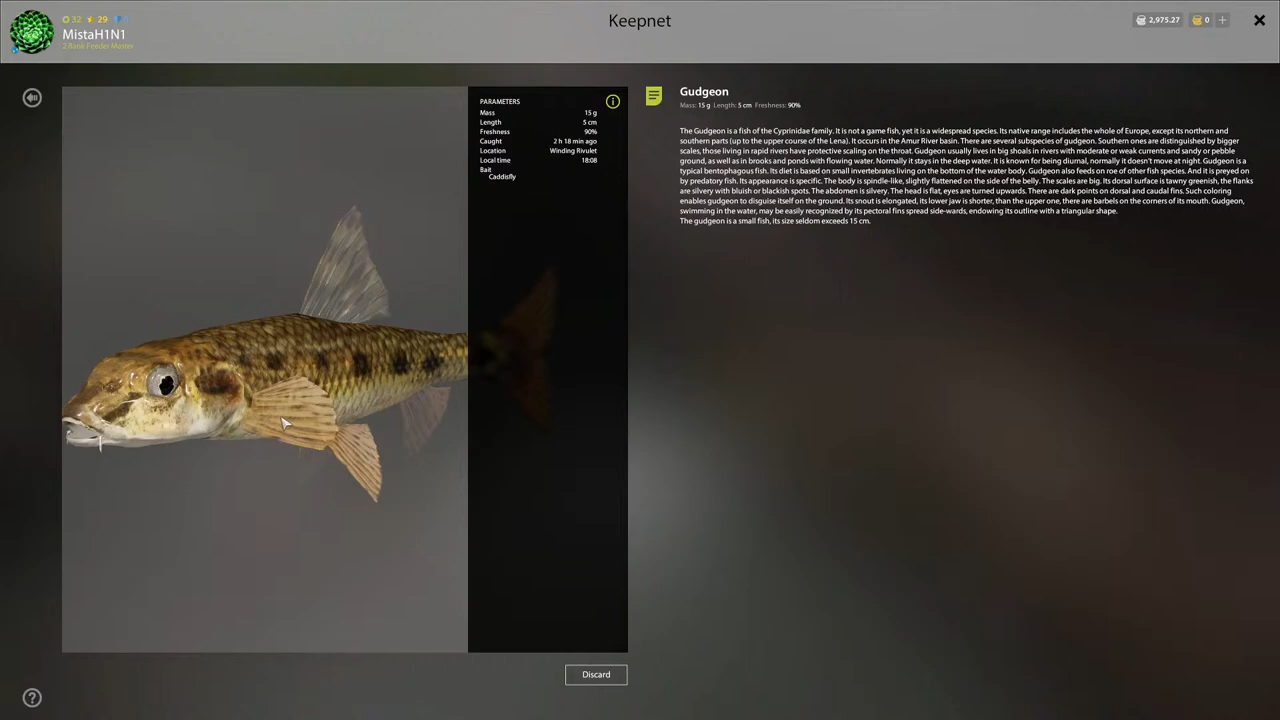 32 29
MistaH1N1
2 Bank Feeder Master
Keepnet
2,975.27 0 +
PARAMETERS
Mass 15 g
Length 5 cm
Freshness 90%
Caught 2 h 18 min ago
Location Winding Rivulet
Local time 18:08
Bait
Caddisfly
Gudgeon
Mass: 15 g Length: 5 cm Freshness: 90%
The Gudgeon is a fish of the Cyprinidae family. It is not a game fish, yet it is a widespread species. Its native range includes the whole of Europe, except its northern and
southern parts (up to the upper course of the Lena). It occurs in the Amur River basin. There are several subspecies of gudgeon. Southern ones are distinguished by bigger
scales, those living in rapid rivers have protective scaling on the throat. Gudgeon usually lives in big shoals in rivers with moderate or weak currents and sandy or pebble
ground, as well as in brooks and ponds with flowing water. Normally it stays in the deep water. It is known for being diurnal, normally it doesn't move at night. Gudgeon is a
typical bentophagous fish. Its diet is based on small invertebrates living on the bottom of the water body. Gudgeon also feeds on roe of other fish species. And it is preyed on
by predatory fish. Its appearance is specific. The body is spindle-like, slightly flattened on the side of the belly. The scales are big. Its dorsal surface is tawny greenish, the flanks
are silvery with bluish or blackish spots. The abdomen is silvery. The head is flat, eyes are turned upwards. There are dark points on dorsal and caudal fins. Such coloring
enables gudgeon to disguise itself on the ground. Its snout is elongated, its lower jaw is shorter, than the upper one, there are barbels on the corners of its mouth. Gudgeon,
swimming in the water, may be easily recognized by its pectoral fins spread side-wards, endowing its outline with a triangular shape.
The gudgeon is a small fish, its size seldom exceeds 15 cm.
Discard
?